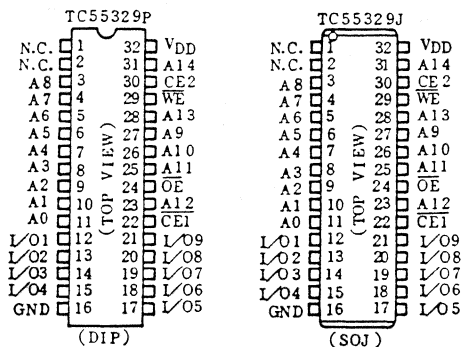 TC55329P
N.C. 1 32 VDD
N.C. 2 31 A14
A8 3 30 CE2
A7 4 29 W̅E̅
A6 5 28 A13
A5 6 27 A9
A4 7 26 A10
A3 8 25 A11
A2 9 24 O̅E̅
A1 10 23 A12
A0 11 22 C̅E̅1̅
I/O1 12 21 I/O9
I/O2 13 20 I/O8
I/O3 14 19 I/O7
I/O4 15 18 I/O6
GND 16 17 I/O5
(TOP VIEW)
(DIP)
TC55329J
N.C. 1 32 VDD
N.C. 2 31 A14
A8 3 30 CE2
A7 4 29 W̅E̅
A6 5 28 A13
A5 6 27 A9
A4 7 26 A10
A3 8 25 A11
A2 9 24 O̅E̅
A1 10 23 A12
A0 11 22 C̅E̅1̅
I/O1 12 21 I/O9
I/O2 13 20 I/O8
I/O3 14 19 I/O7
I/O4 15 18 I/O6
GND 16 17 I/O5
(TOP VIEW)
(SOJ)